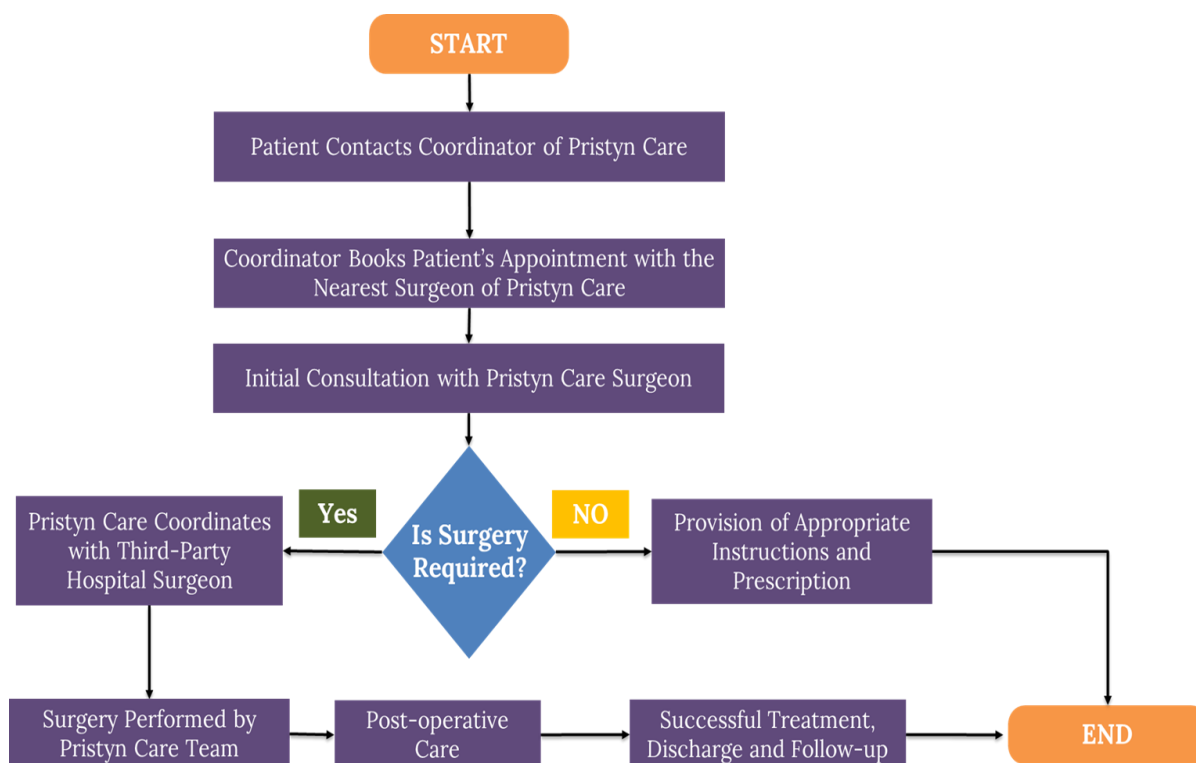 START
Patient Contacts Coordinator of Pristyn Care
Coordinator Books Patient's Appointment with the
Nearest Surgeon of Pristyn Care
Initial Consultation with Pristyn Care Surgeon
Is Surgery
Required?
Yes
Pristyn Care Coordinates
with Third-Party
Hospital Surgeon
NO
Provision of Appropriate
Instructions and
Prescription
Surgery Performed by
Pristyn Care Team
Post-operative
Care
Successful Treatment,
Discharge and Follow-up
END